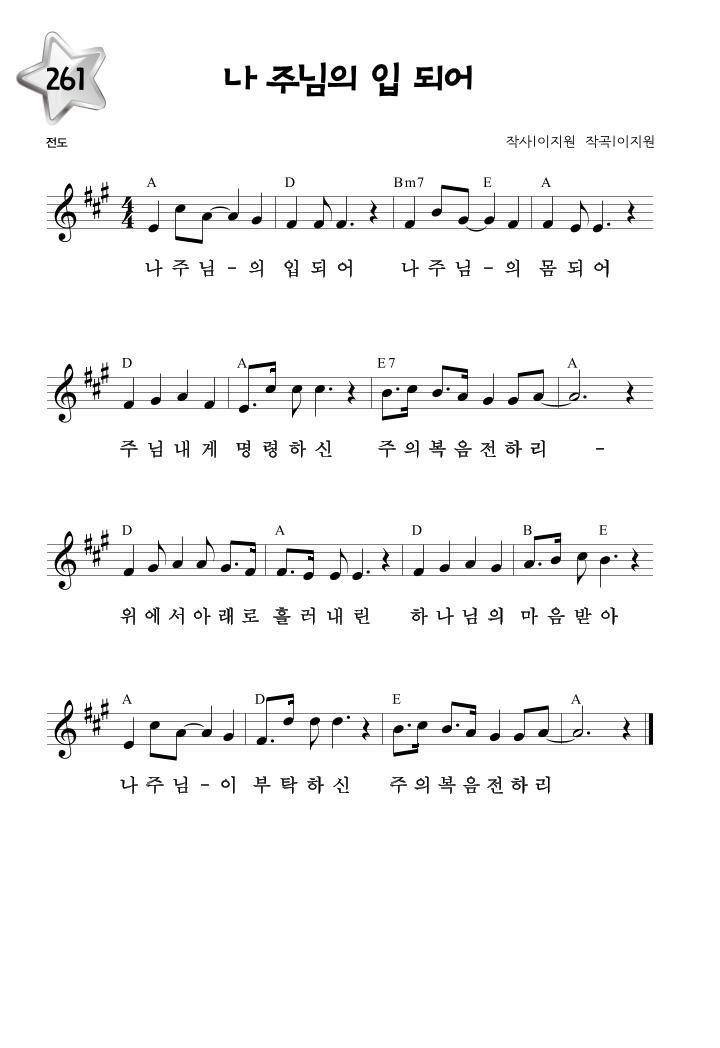 261
나 주님의 입 되어
전도
작사|이지원 작곡|이지원
A D Bm7 E A
나 주 님 - 의 입 되 어 나 주 님 - 의 몸 되 어
D A E7 A
주 님 내 게 명 령 하 신 주 의 복 음 전 하 리 -
D A D B E
위 에 서 아 래 로 흘 러 내 린 하 나 님 의 마 음 받 아
A D E A
나 주 님 - 이 부 탁 하 신 주 의 복 음 전 하 리